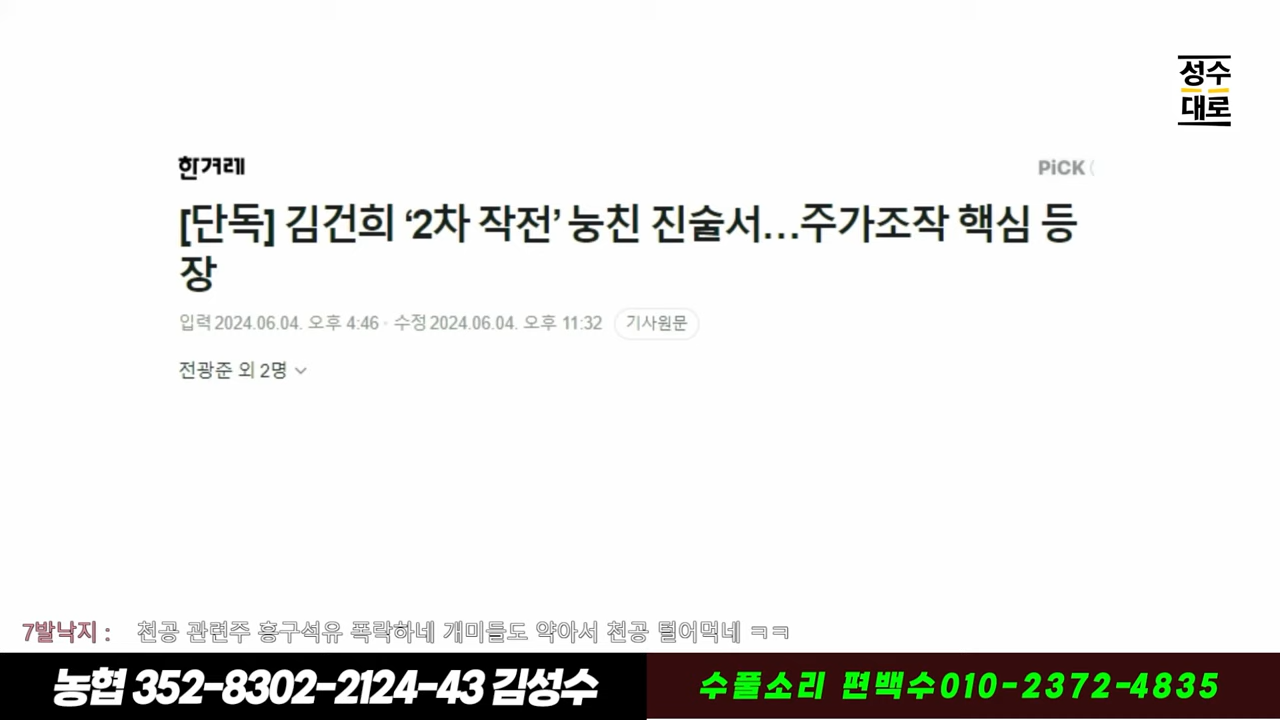 성수
대로
한겨레
PiCK
[단독] 김건희 ‘2차 작전’ 눙친 진술서…주가조작 핵심 등
장
입력 2024.06.04. 오후 4:46 · 수정 2024.06.04. 오후 11:32 기사원문
전광준 외 2명
7발낙지 : 천공 관련주 흥구석유 폭락하네 개미들도 약아서 천공 털어먹네 ㅋㅋ
농협 352-8302-2124-43 김성수
수풀소리 편백수 010-2372-4835